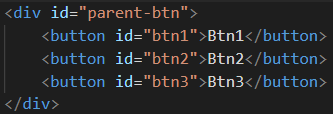 <div id="parent-btn">
    <button id="btn1">Btn1</button>
    <button id="btn2">Btn2</button>
    <button id="btn3">Btn3</button>
</div>